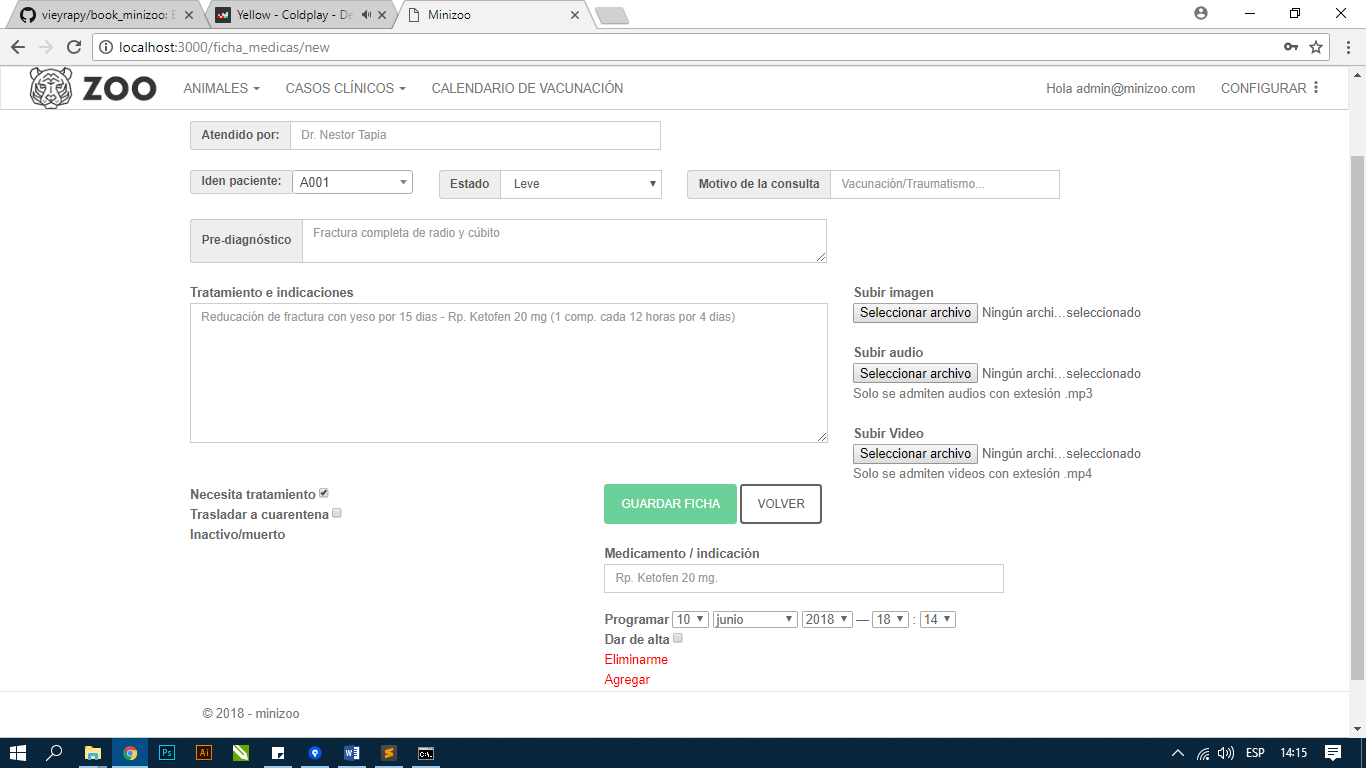 vieyrapy/book_minizoo: E
Yellow - Coldplay - De
Minizoo
localhost:3000/ficha_medicas/new
ZOO
ANIMALES
CASOS CLÍNICOS
CALENDARIO DE VACUNACIÓN
Hola admin@minizoo.com
CONFIGURAR
Atendido por: Dr. Nestor Tapia
Iden paciente: A001
Estado Leve
Motivo de la consulta Vacunación/Traumatismo...
Pre-diagnóstico Fractura completa de radio y cúbito
Tratamiento e indicaciones
Reducación de fractura con yeso por 15 dias - Rp. Ketofen 20 mg (1 comp. cada 12 horas por 4 dias)
Subir imagen
Seleccionar archivo Ningún archi...seleccionado
Subir audio
Seleccionar archivo Ningún archi...seleccionado
Solo se admiten audios con extesión .mp3
Subir Video
Seleccionar archivo Ningún archi...seleccionado
Solo se admiten videos con extesión .mp4
Necesita tratamiento
Trasladar a cuarentena
Inactivo/muerto
GUARDAR FICHA
VOLVER
Medicamento / indicación
Rp. Ketofen 20 mg.
Programar 10 junio 2018 — 18 : 14
Dar de alta
Eliminarme
Agregar
© 2018 - minizoo
Ps
Ai
ESP
14:15